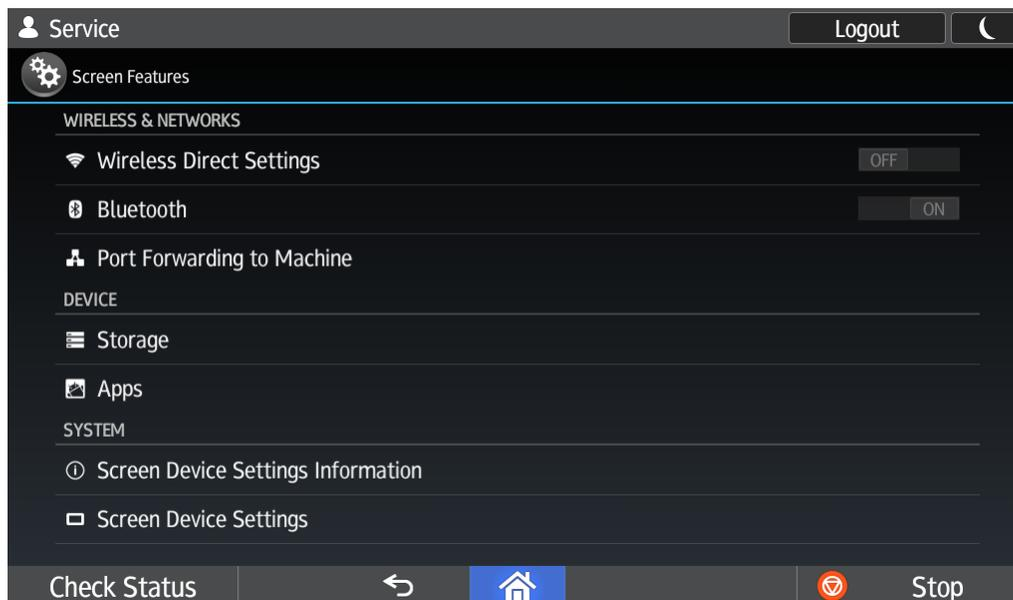 Service
Logout
Screen Features
WIRELESS & NETWORKS
Wireless Direct Settings
OFF
Bluetooth
ON
Port Forwarding to Machine
DEVICE
Storage
Apps
SYSTEM
Screen Device Settings Information
Screen Device Settings
Check Status
Stop